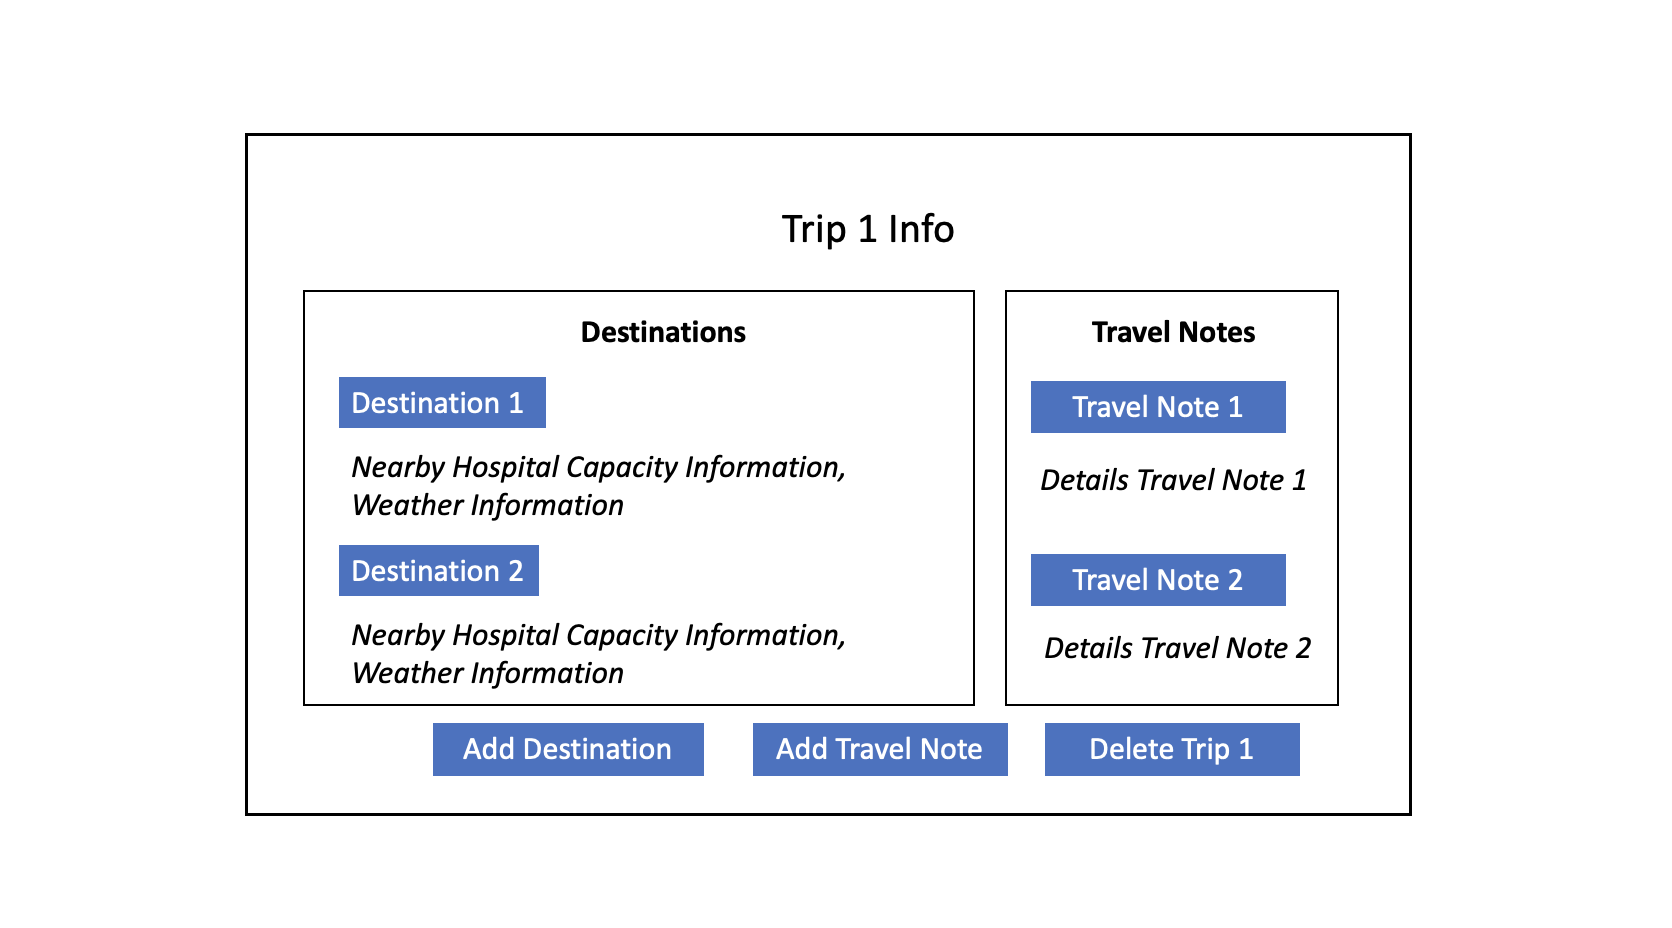 Trip 1 Info
Destinations
Destination 1
Nearby Hospital Capacity Information,
Weather Information
Destination 2
Nearby Hospital Capacity Information,
Weather Information
Travel Notes
Travel Note 1
Details Travel Note 1
Travel Note 2
Details Travel Note 2
Add Destination
Add Travel Note
Delete Trip 1